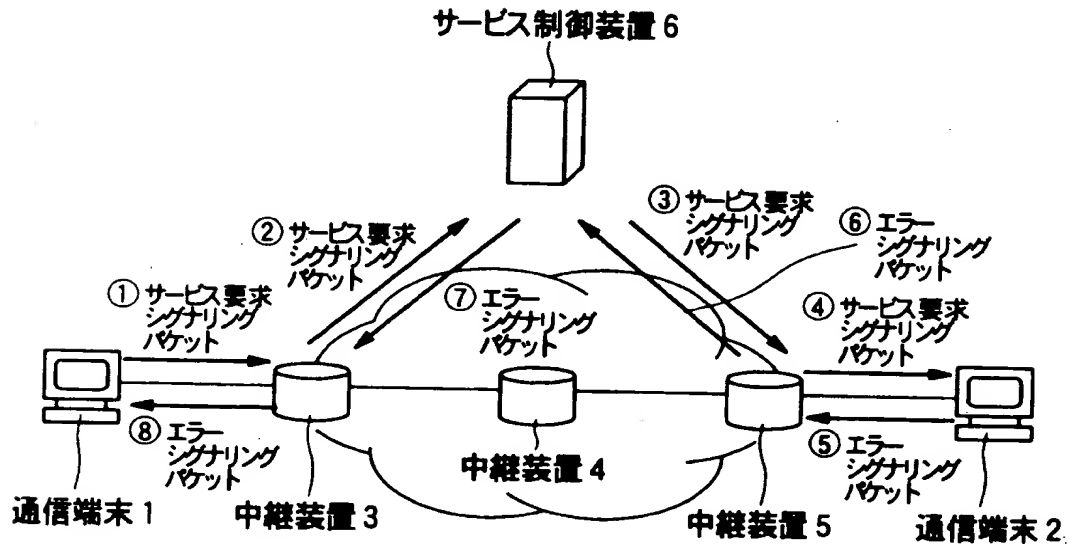 サービス制御装置6
③ サービス要求
シグナリング
パケット
⑥ エラー
シグナリング
パケット
② サービス要求
シグナリング
パケット
① サービス要求
シグナリング
パケット
⑦ エラー
シグナリング
パケット
④ サービス要求
シグナリング
パケット
⑧ エラー
シグナリング
パケット
⑤ エラー
シグナリング
パケット
中継装置4
通信端末1
中継装置3
中継装置5
通信端末2